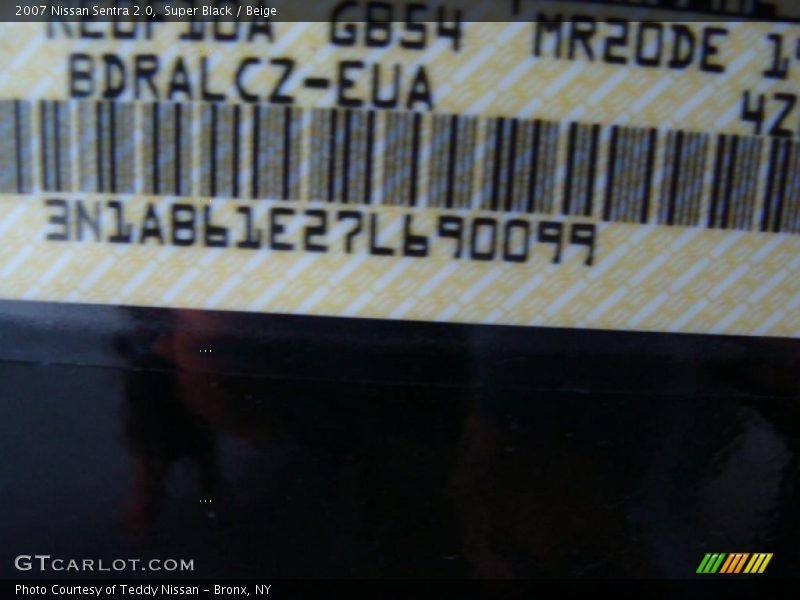 2007 Nissan Sentra 2.0, Super Black / Beige
GB54 MR20DE
BDRALCZ-EUA
42
3N1AB61E27L690099
GTCARLOT.COM
Photo Courtesy of Teddy Nissan - Bronx, NY